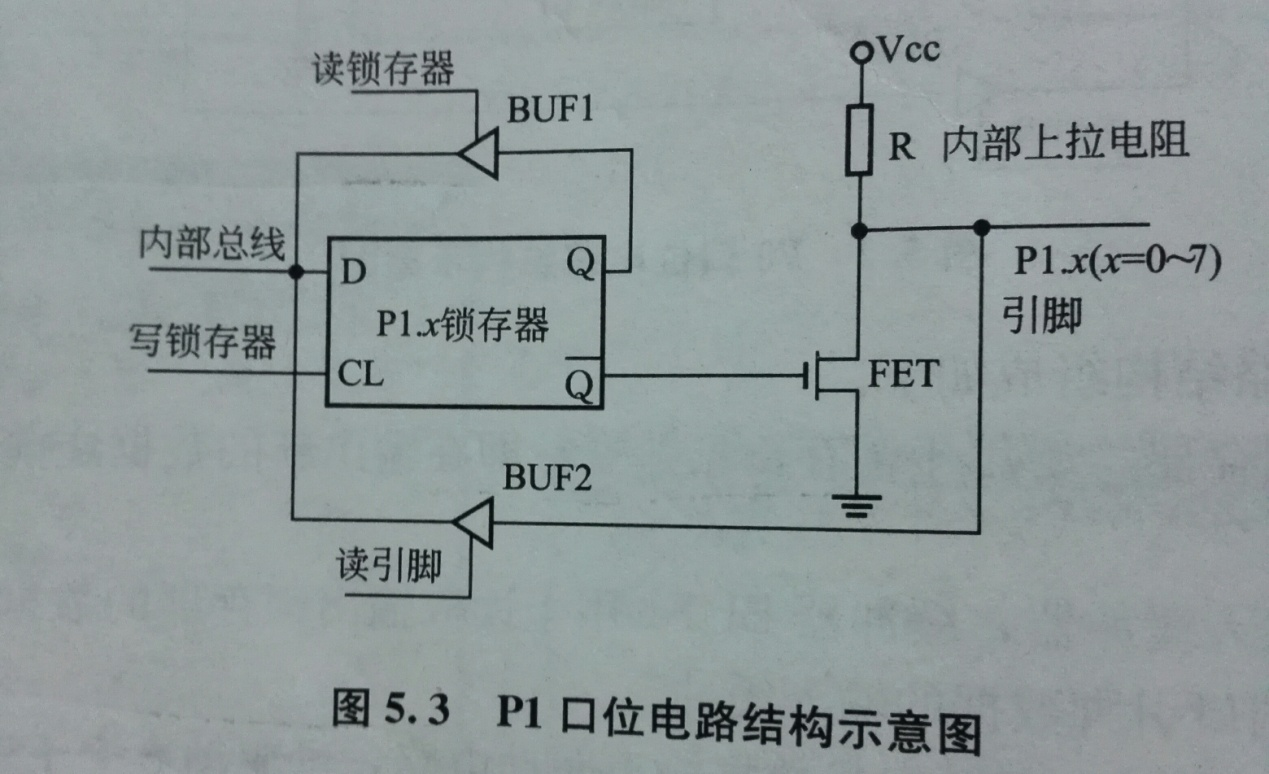 Vcc
读锁存器
BUF1
R 内部上拉电阻
内部总线
D
Q
P1.x(x=0~7)
引脚
P1.x锁存器
写锁存器
CL
Q̅
FET
BUF2
读引脚
图 5.3 P1 口位电路结构示意图